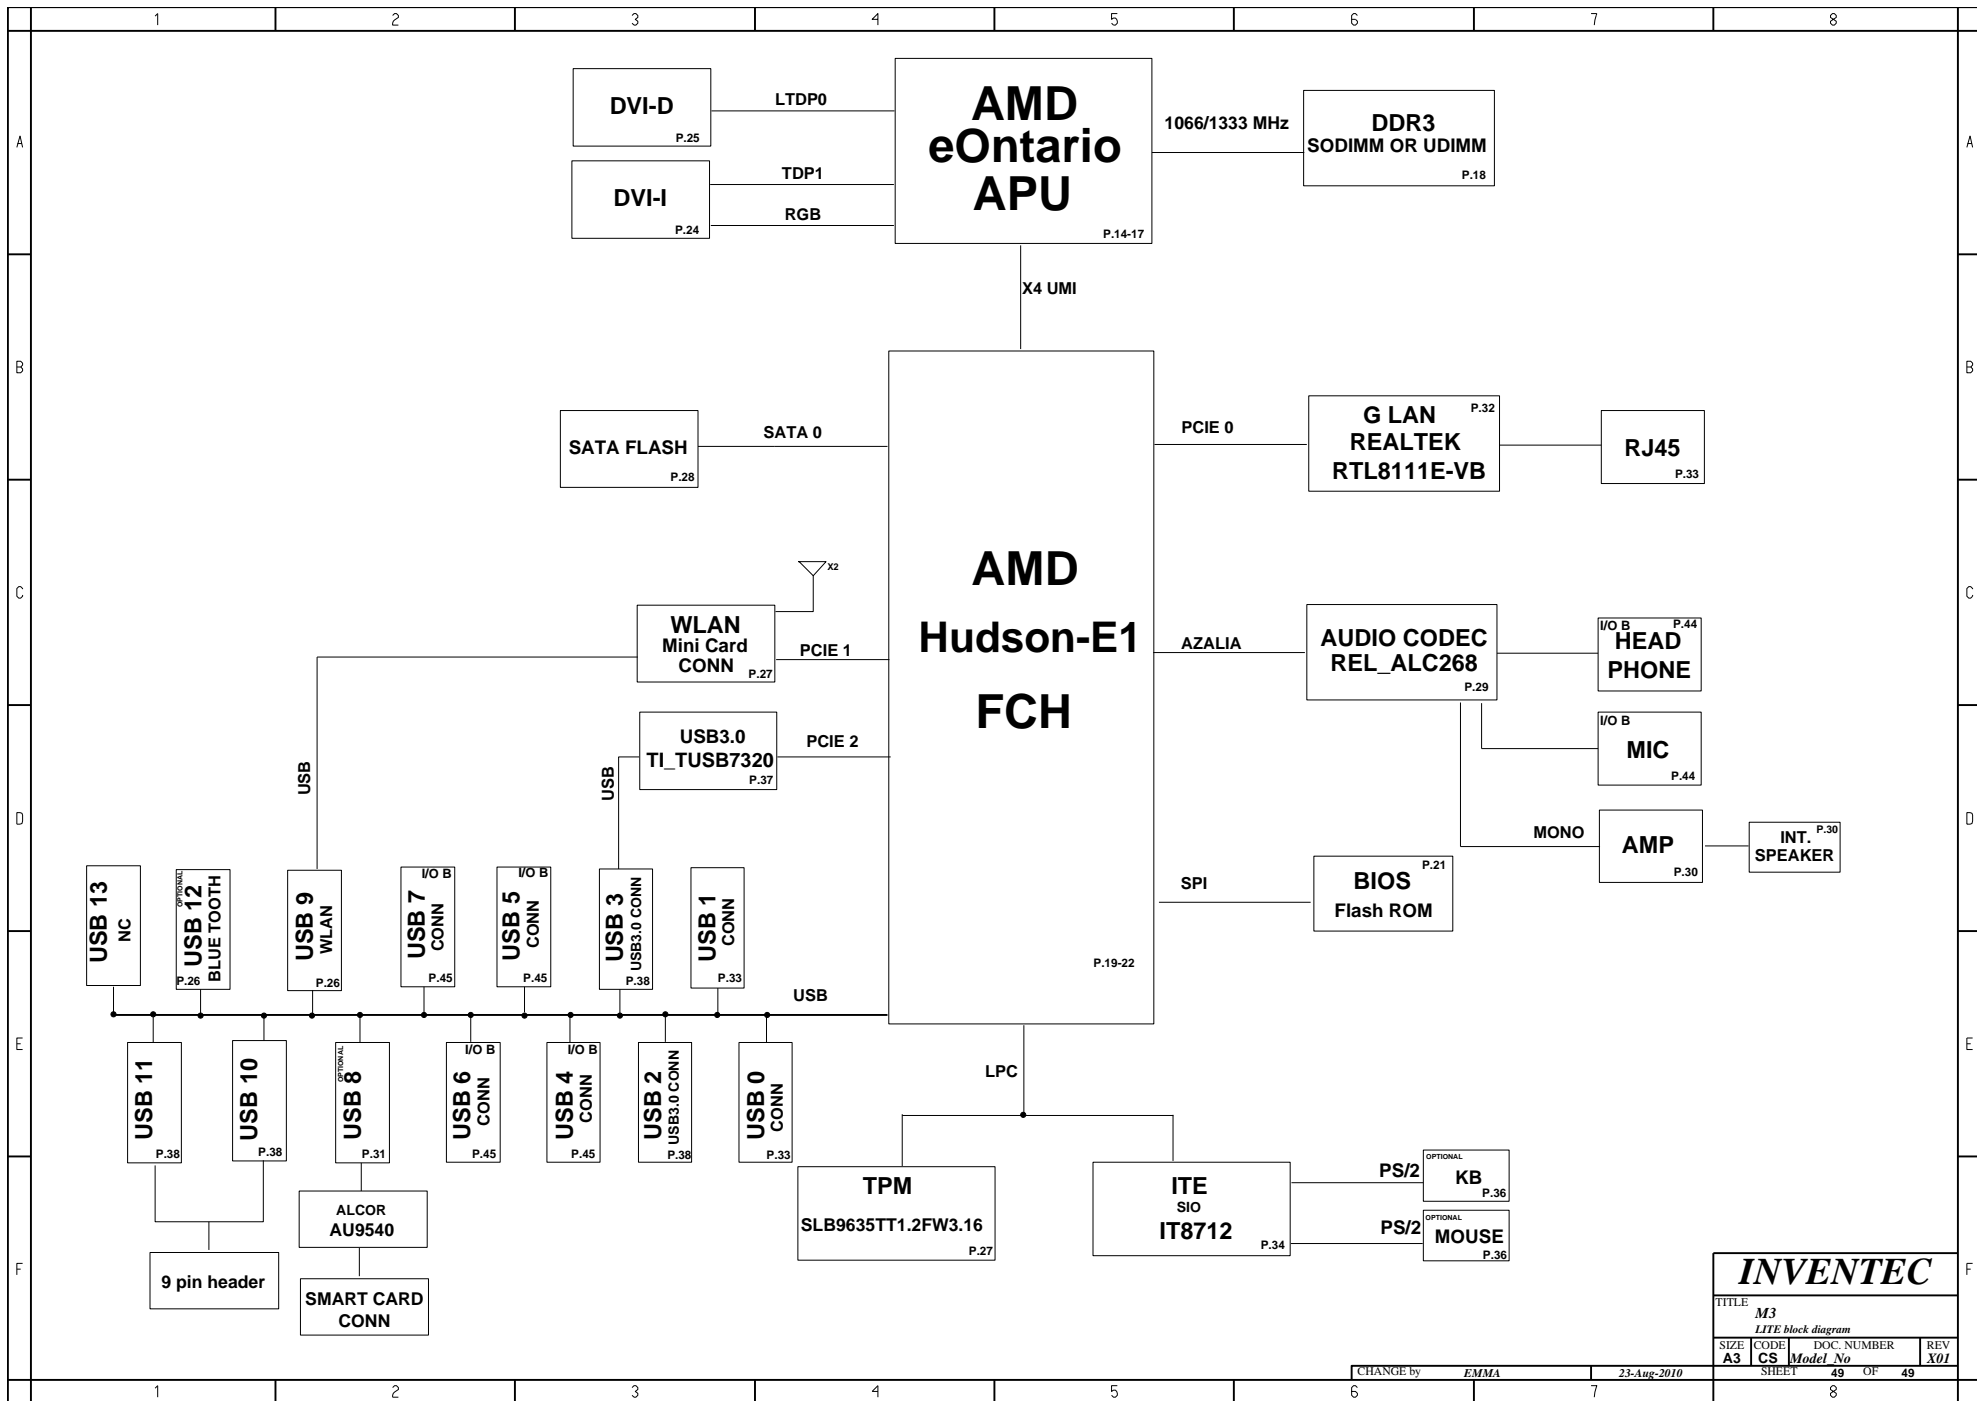 1 2 3 4 5 6 7 8
A
B
C
D
E
F
DVI-D
P.25
LTDP0
DVI-I
P.24
TDP1
RGB
AMD
eOntario
APU
P.14-17
1066/1333 MHz
DDR3
SODIMM OR UDIMM
P.18
X4 UMI
SATA FLASH
P.28
SATA 0
AMD
Hudson-E1
FCH
P.19-22
PCIE 0
G LAN
P.32
REALTEK
RTL8111E-VB
RJ45
P.33
X2
WLAN
Mini Card
CONN
P.27
PCIE 1
USB3.0
TI_TUSB7320
P.37
PCIE 2
USB
USB
AZALIA
AUDIO CODEC
REL_ALC268
P.29
I/O B
P.44
HEAD
PHONE
I/O B
MIC
P.44
MONO
AMP
P.30
INT.
P.30
SPEAKER
SPI
P.21
BIOS
Flash ROM
USB 13
NC
OPTIONAL
USB 12
BLUE TOOTH
P.26
USB 9
WLAN
P.26
I/O B
USB 7
CONN
P.45
I/O B
USB 5
CONN
P.45
USB 3
USB3.0 CONN
P.38
USB 1
CONN
P.33
USB
USB 11
P.38
USB 10
P.38
OPTIONAL
USB 8
P.31
I/O B
USB 6
CONN
P.45
I/O B
USB 4
CONN
P.45
USB 2
USB3.0 CONN
P.38
USB 0
CONN
P.33
LPC
9 pin header
ALCOR
AU9540
SMART CARD
CONN
TPM
SLB9635TT1.2FW3.16
P.27
ITE
SIO
IT8712
P.34
PS/2
OPTIONAL
KB
P.36
PS/2
OPTIONAL
MOUSE
P.36
INVENTEC
TITLE
M3
LITE block diagram
SIZE CODE DOC. NUMBER REV
A3 CS Model_No X01
CHANGE by EMMA 23-Aug-2010 SHEET 49 OF 49
A
B
C
D
E
F
1 2 3 4 5 6 7 8